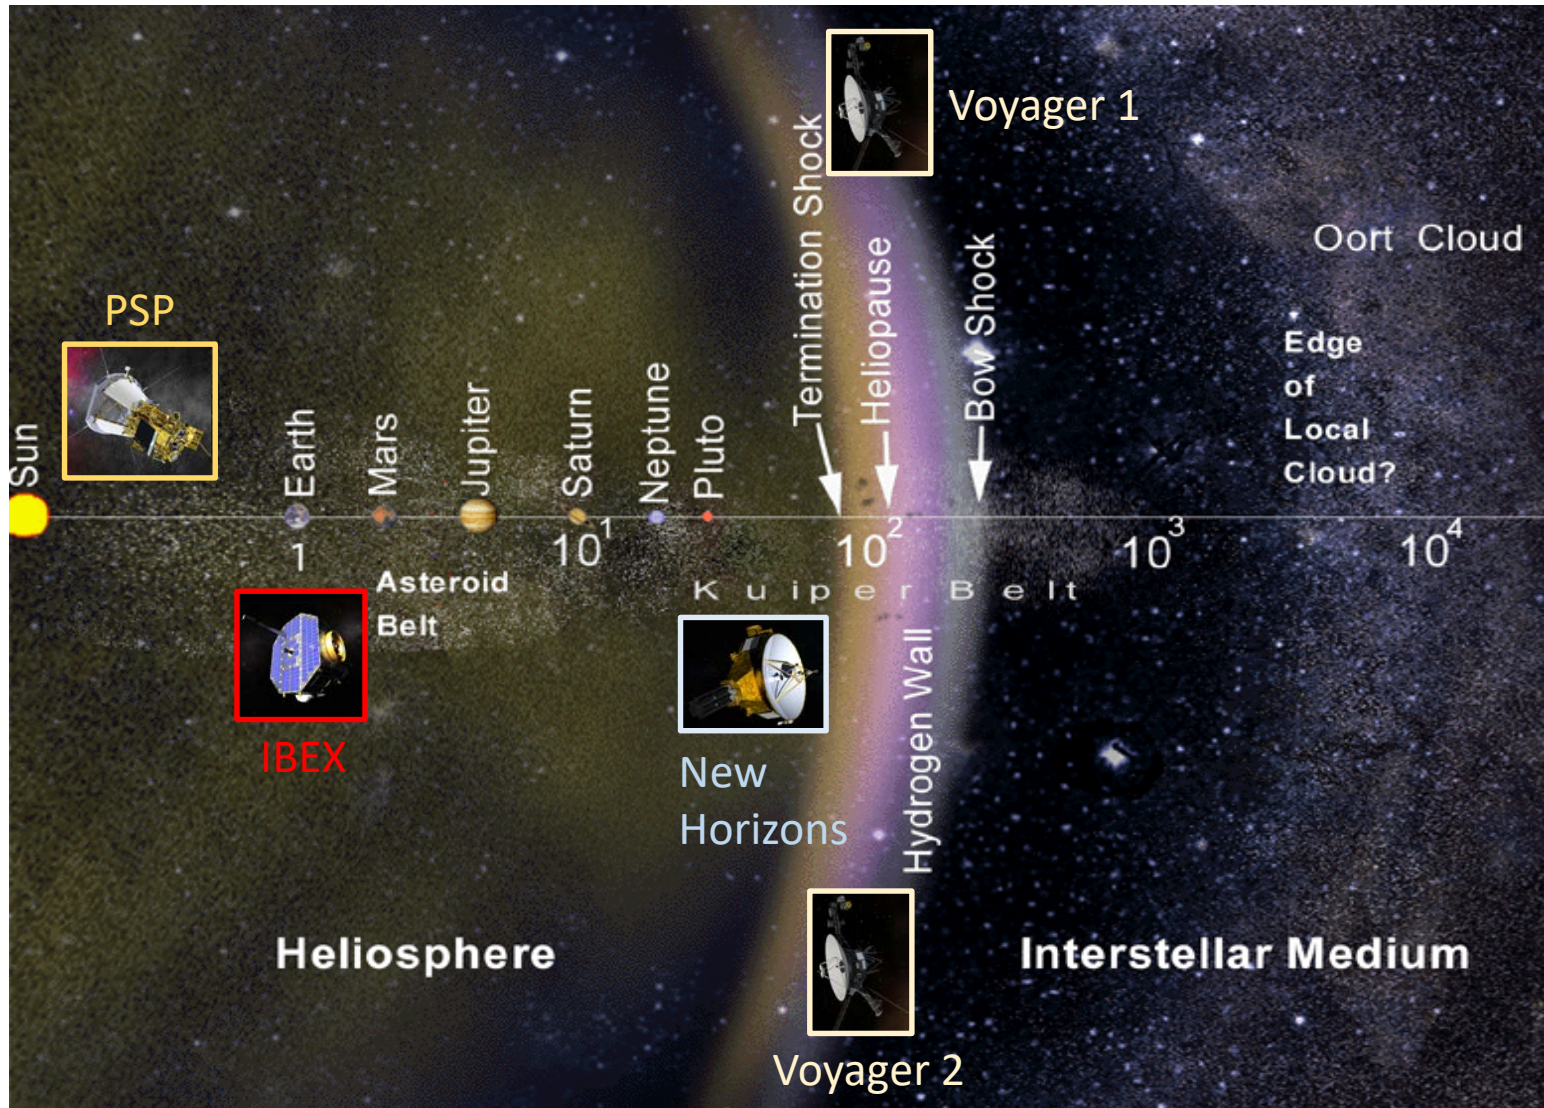 Voyager 1
Oort Cloud
PSP
Termination Shock
Heliopause
Bow Shock
Edge
of
Local
Cloud?
Sun
Earth
Mars
Jupiter
Saturn
Neptune
Pluto
1
10¹
10²
10³
10⁴
Asteroid
Belt
Kuiper Belt
IBEX
New
Horizons
Hydrogen Wall
Heliosphere
Interstellar Medium
Voyager 2